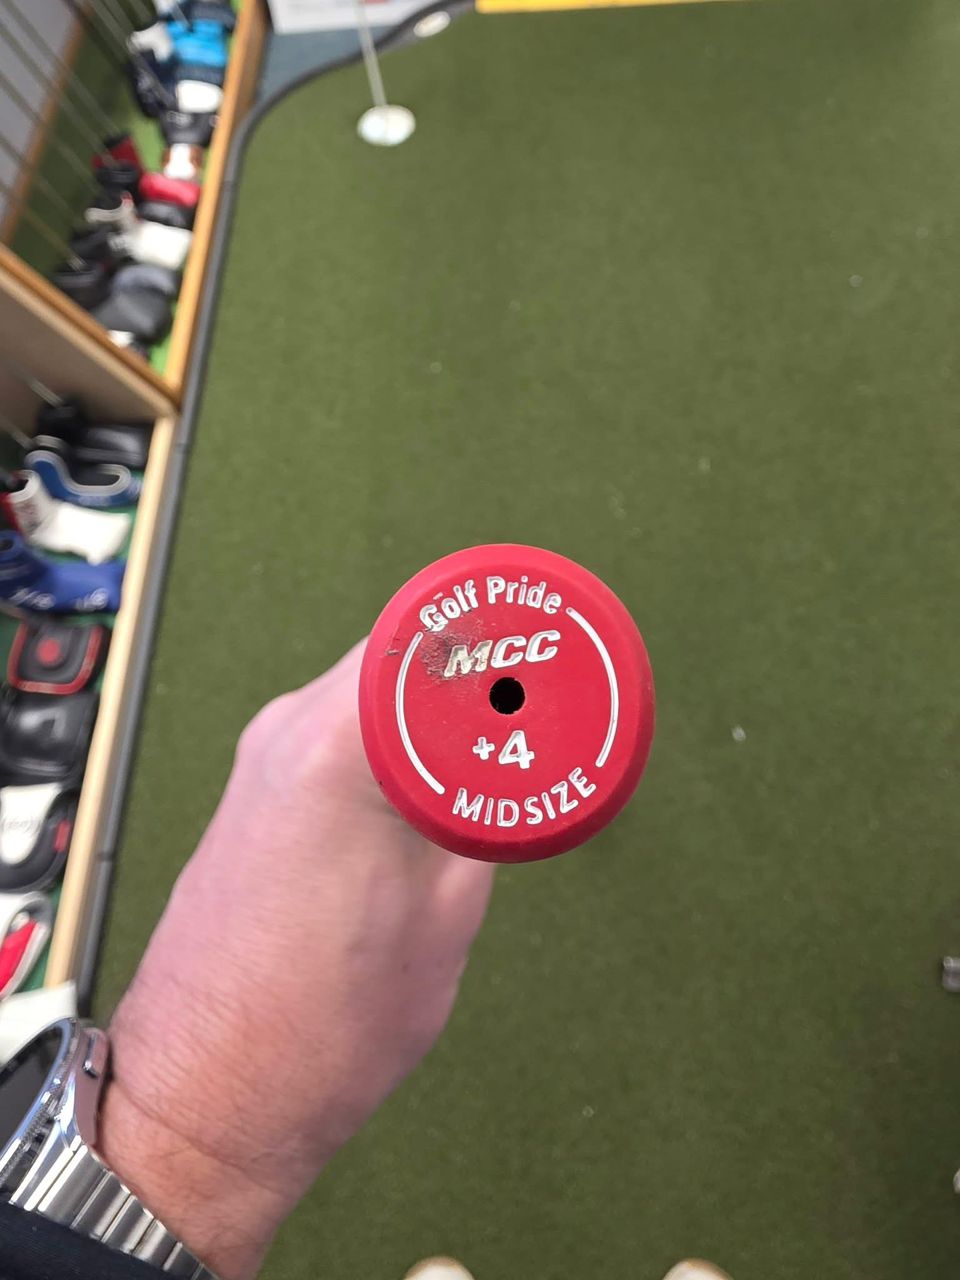 Golf Pride
MCC
+4
MIDSIZE